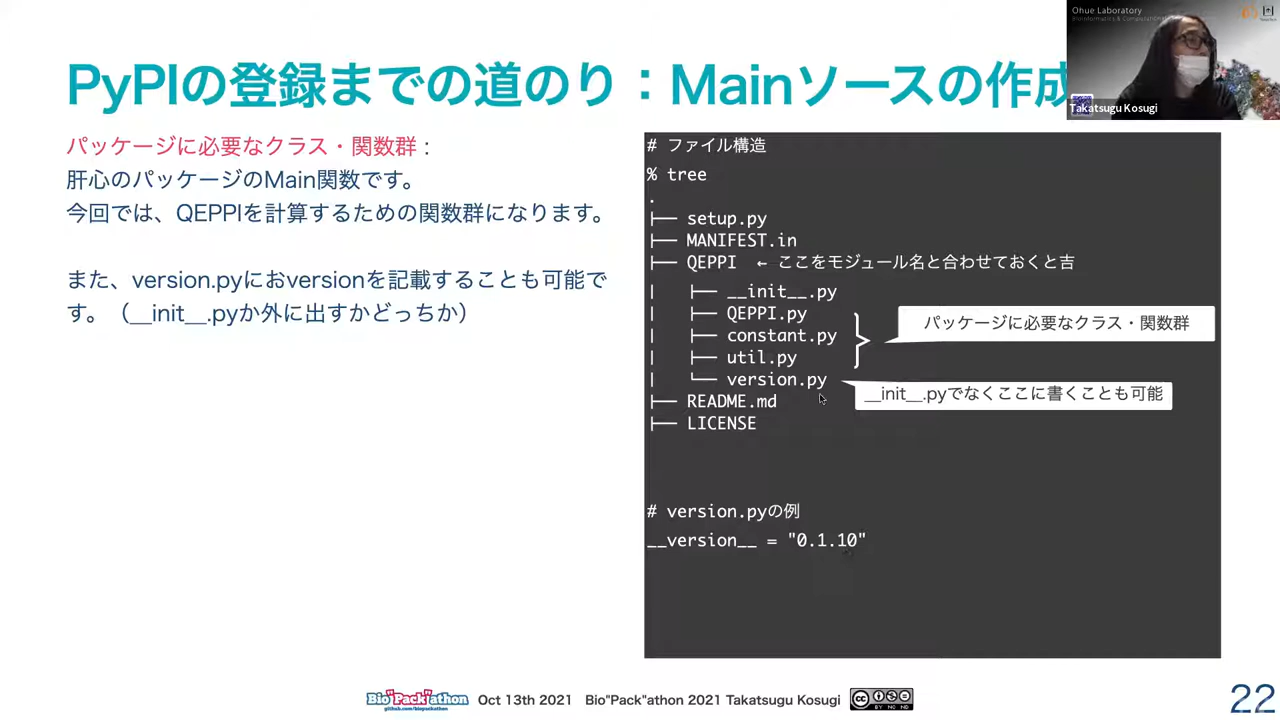 Ohue Laboratory
Takatsugu Kosugi
PyPIの登録までの道のり：Mainソースの作成
パッケージに必要なクラス・関数群：
肝心のパッケージのMain関数です。
今回では、QEPPIを計算するための関数群になります。
また、version.pyにおversionを記載することも可能で
す。（__init__.pyか外に出すかどっちか）
# ファイル構造
% tree
.
├── setup.py
├── MANIFEST.in
├── QEPPI ← ここをモジュール名と合わせておくと吉
│   ├── __init__.py
│   ├── QEPPI.py
│   ├── constant.py
│   ├── util.py
│   └── version.py
├── README.md
├── LICENSE
パッケージに必要なクラス・関数群
__init__.pyでなくここに書くことも可能
# version.pyの例
__version__ = "0.1.10"
Bio"Pack"athon
github.com/biopackathon
Oct 13th 2021 Bio"Pack"athon 2021 Takatsugu Kosugi
CC
BY NC ND
22